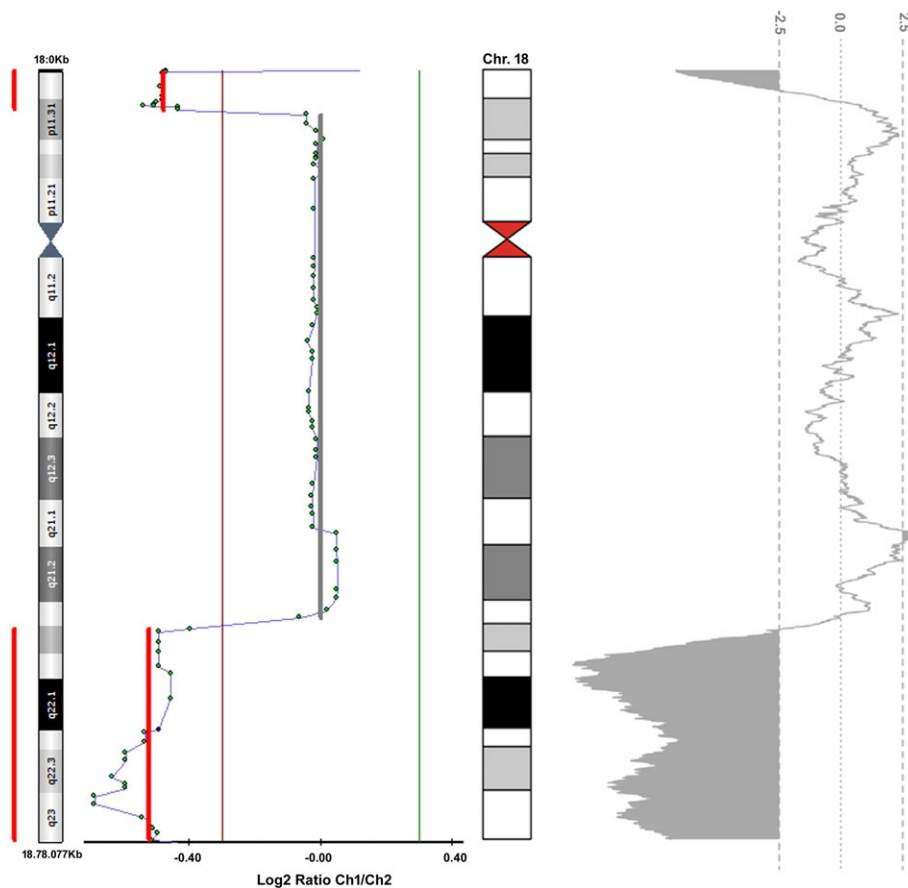 18:0Kb
p11.31
p11.21
q11.2
q12.1
q12.2
q12.3
q21.1
q21.2
q22.1
q22.3
q23
18.78.077Kb
-0.40
-0.00
0.40
Log2 Ratio Ch1/Ch2
Chr. 18
-2.5
0.0
2.5